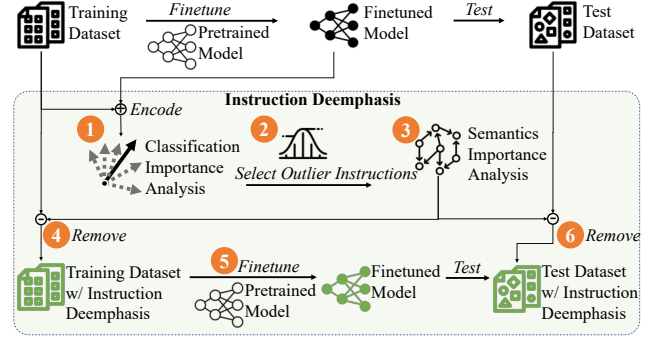 Training
Dataset
Finetune
Pretrained
Model
Finetuned
Model
Test
Test
Dataset
Instruction Deemphasis
Encode
1
Classification
Importance
Analysis
2
Select Outlier Instructions
3
Semantics
Importance
Analysis
4
Remove
6
Remove
Training Dataset
w/ Instruction
Deemphasis
5
Finetune
Pretrained
Model
Finetuned
Model
Test
Test Dataset
w/ Instruction
Deemphasis